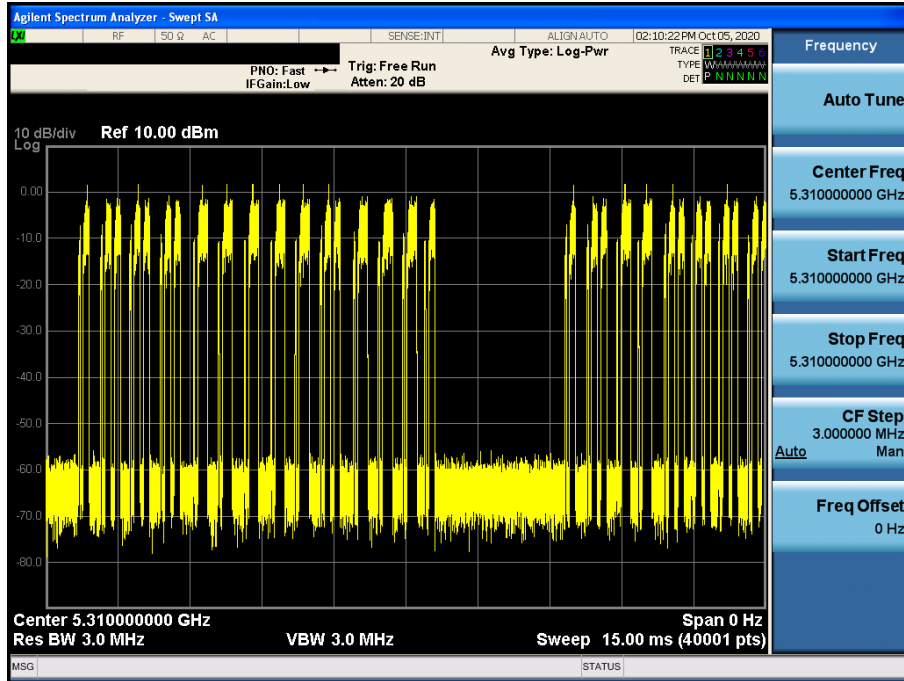 Agilent Spectrum Analyzer - Swept SA
LXI RF 50 Ω AC SENSE:INT ALIGNAUTO 02:10:22 PM Oct 05, 2020
Frequency
Avg Type: Log-Pwr TRACE 1 2 3 4 5 6
PNO: Fast Trig: Free Run TYPE WWWWWW
IFGain:Low Atten: 20 dB DET P N N N N N
Auto Tune
10 dB/div Ref 10.00 dBm
Log
0.00
-10.0
-20.0
-30.0
-40.0
-50.0
-60.0
-70.0
-80.0
Center Freq
5.310000000 GHz
Start Freq
5.310000000 GHz
Stop Freq
5.310000000 GHz
CF Step
3.000000 MHz
Auto Man
Freq Offset
0 Hz
Center 5.310000000 GHz Span 0 Hz
Res BW 3.0 MHz VBW 3.0 MHz Sweep 15.00 ms (40001 pts)
MSG STATUS